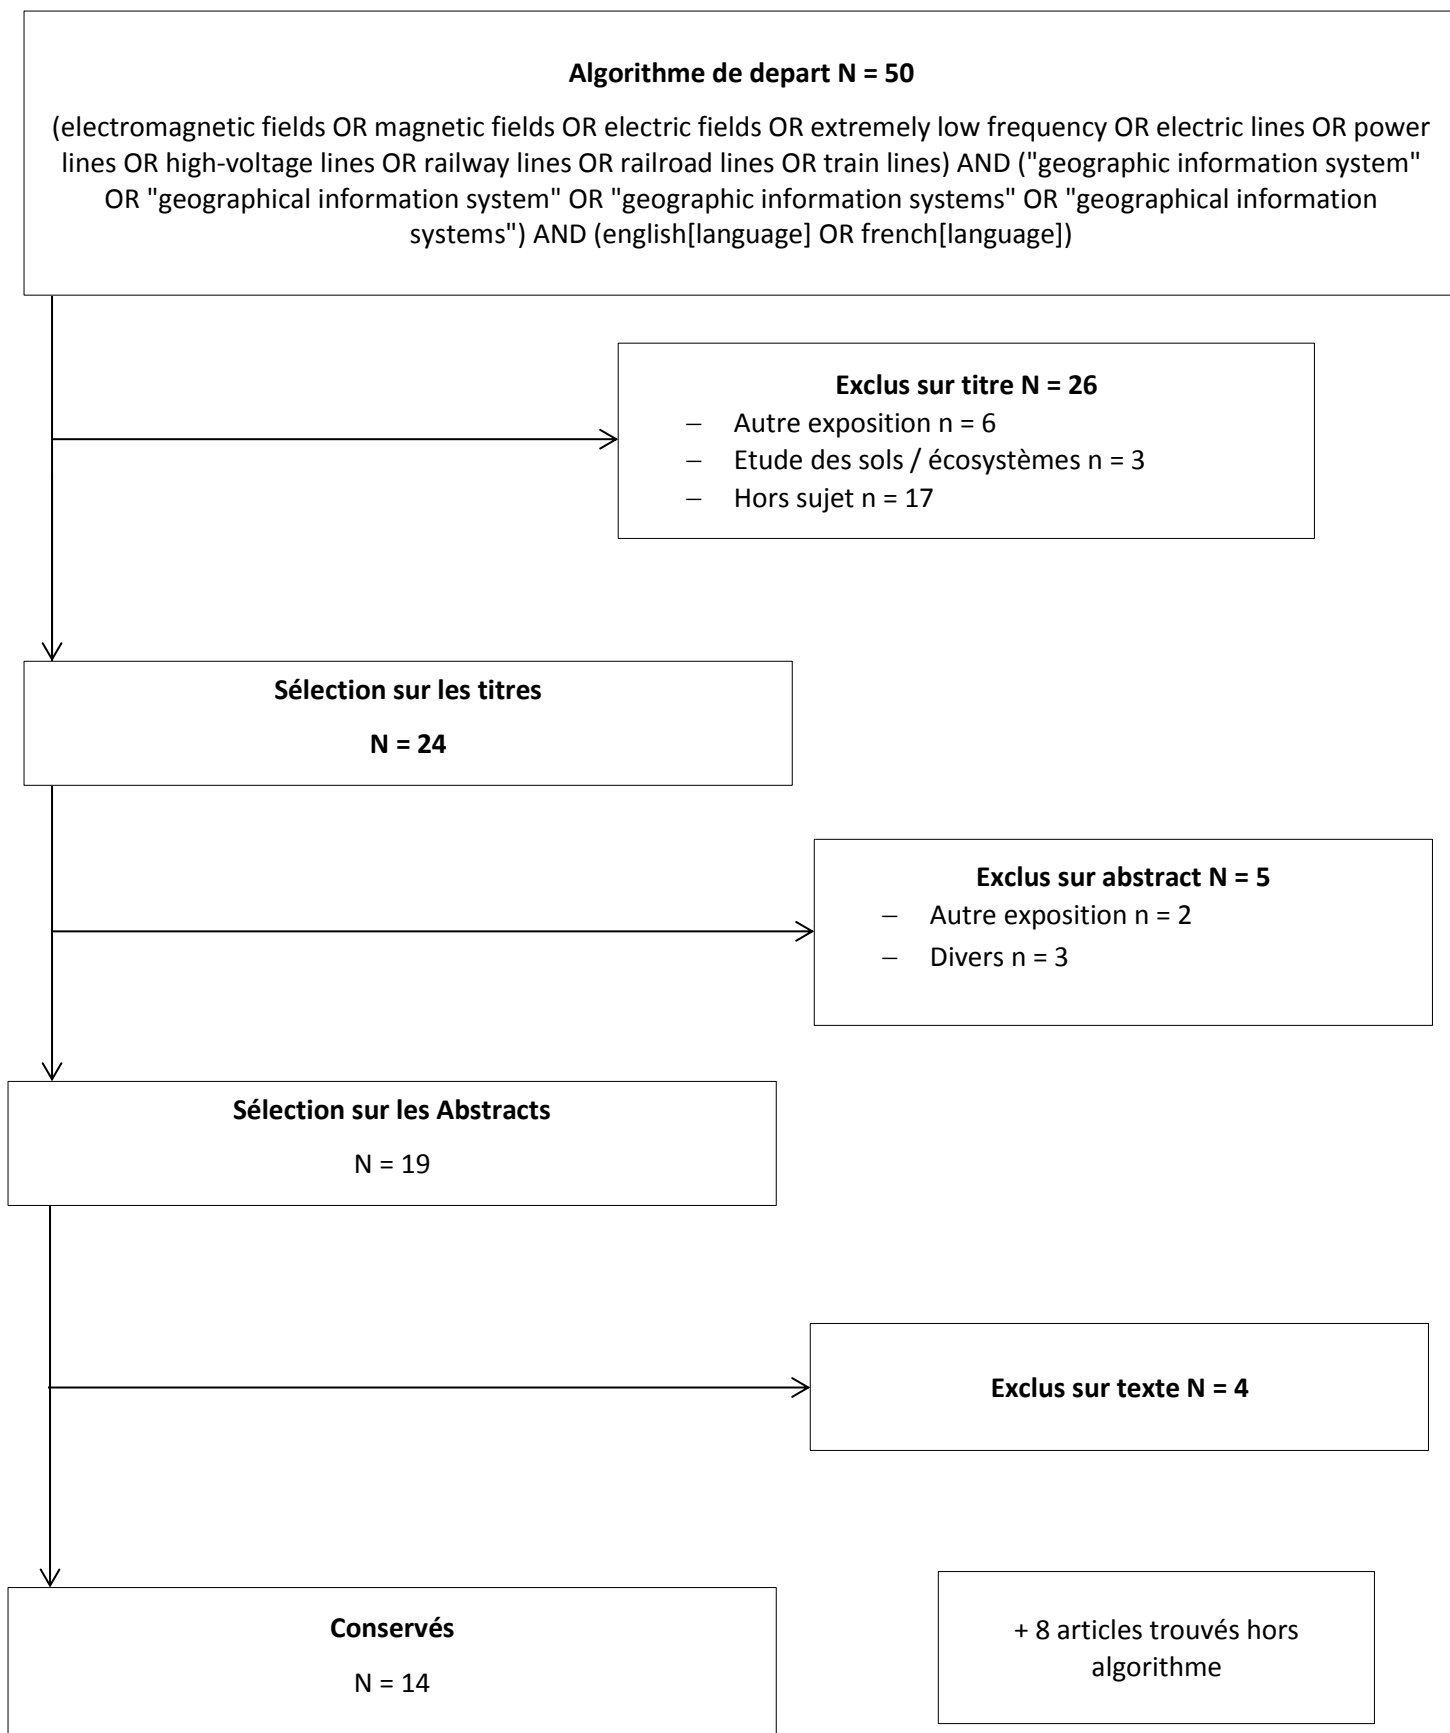 Algorithme de depart N = 50
(electromagnetic fields OR magnetic fields OR electric fields OR extremely low frequency OR electric lines OR power
lines OR high-voltage lines OR railway lines OR railroad lines OR train lines) AND ("geographic information system"
OR "geographical information system" OR "geographic information systems" OR "geographical information
systems") AND (english[language] OR french[language])
Exclus sur titre N = 26
– Autre exposition n = 6
– Etude des sols / écosystèmes n = 3
– Hors sujet n = 17
Sélection sur les titres
N = 24
Exclus sur abstract N = 5
– Autre exposition n = 2
– Divers n = 3
Sélection sur les Abstracts
N = 19
Exclus sur texte N = 4
Conservés
N = 14
+ 8 articles trouvés hors
algorithme